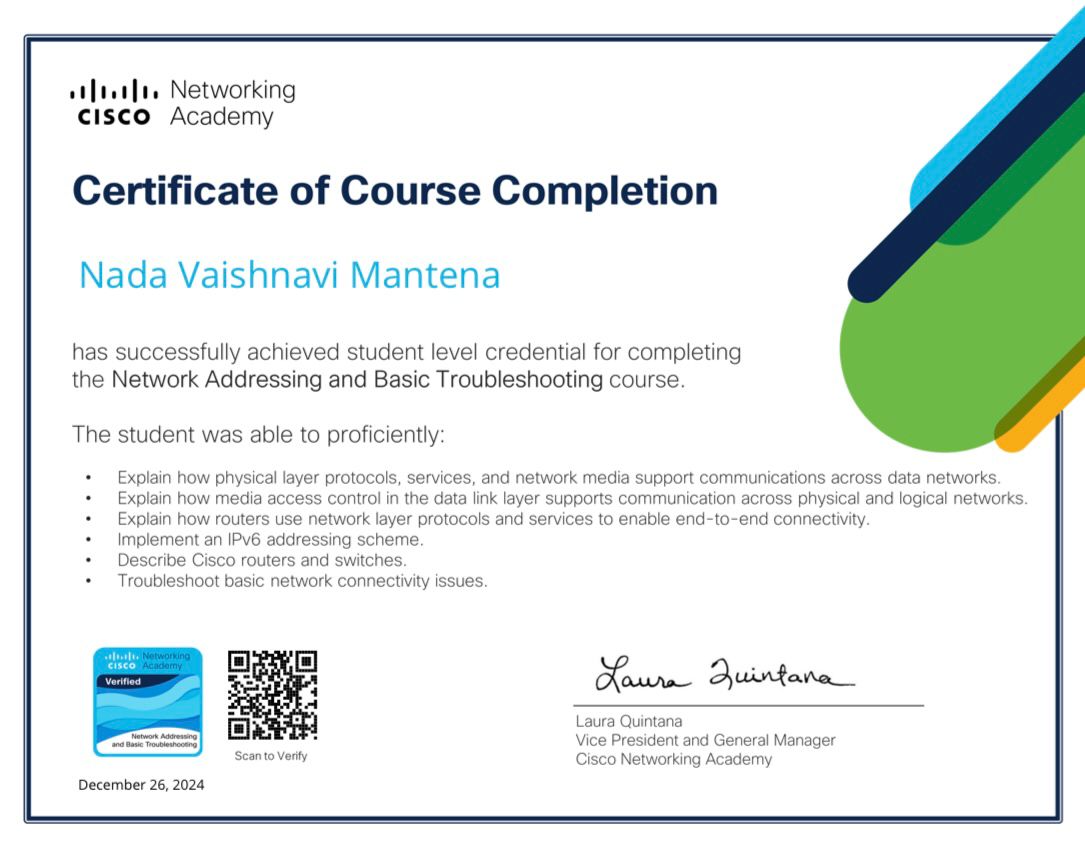 CISCO Networking Academy
Certificate of Course Completion
Nada Vaishnavi Mantena
has successfully achieved student level credential for completing
the Network Addressing and Basic Troubleshooting course.
The student was able to proficiently:
• Explain how physical layer protocols, services, and network media support communications across data networks.
• Explain how media access control in the data link layer supports communication across physical and logical networks.
• Explain how routers use network layer protocols and services to enable end-to-end connectivity.
• Implement an IPv6 addressing scheme.
• Describe Cisco routers and switches.
• Troubleshoot basic network connectivity issues.
CISCO Networking Academy
Verified
Network Addressing
and Basic Troubleshooting
Scan to Verify
December 26, 2024
Laura Quintana
Laura Quintana
Vice President and General Manager
Cisco Networking Academy